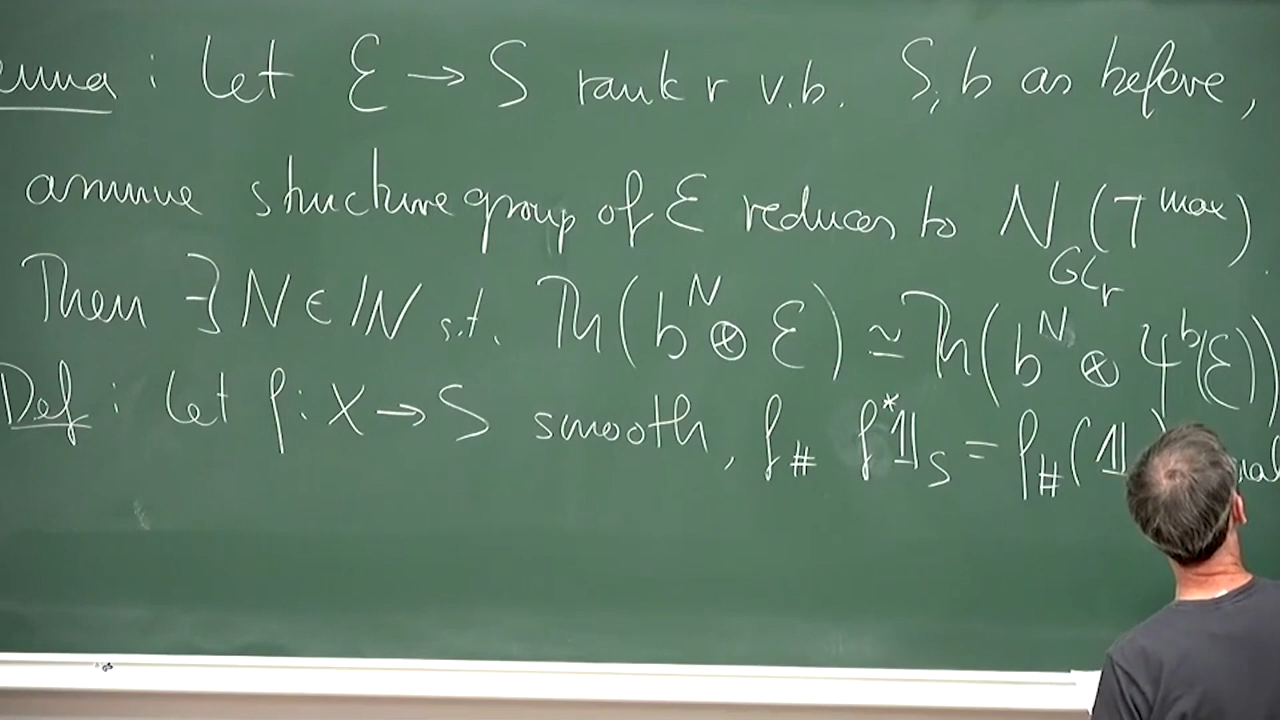 emma : Let ℰ → S rank r v.b. S, b as before,
assume structure group of ℰ reduces to N_{GL_r}(T^{max}).
Then ∃ N ∈ ℕ s.t. Th(b^N ⊗ ℰ) ≃ Th(b^N ⊗ ψ^b(ℰ))
Def : Let f: X → S smooth, f_# f^* 𝟙_S = f_#(𝟙